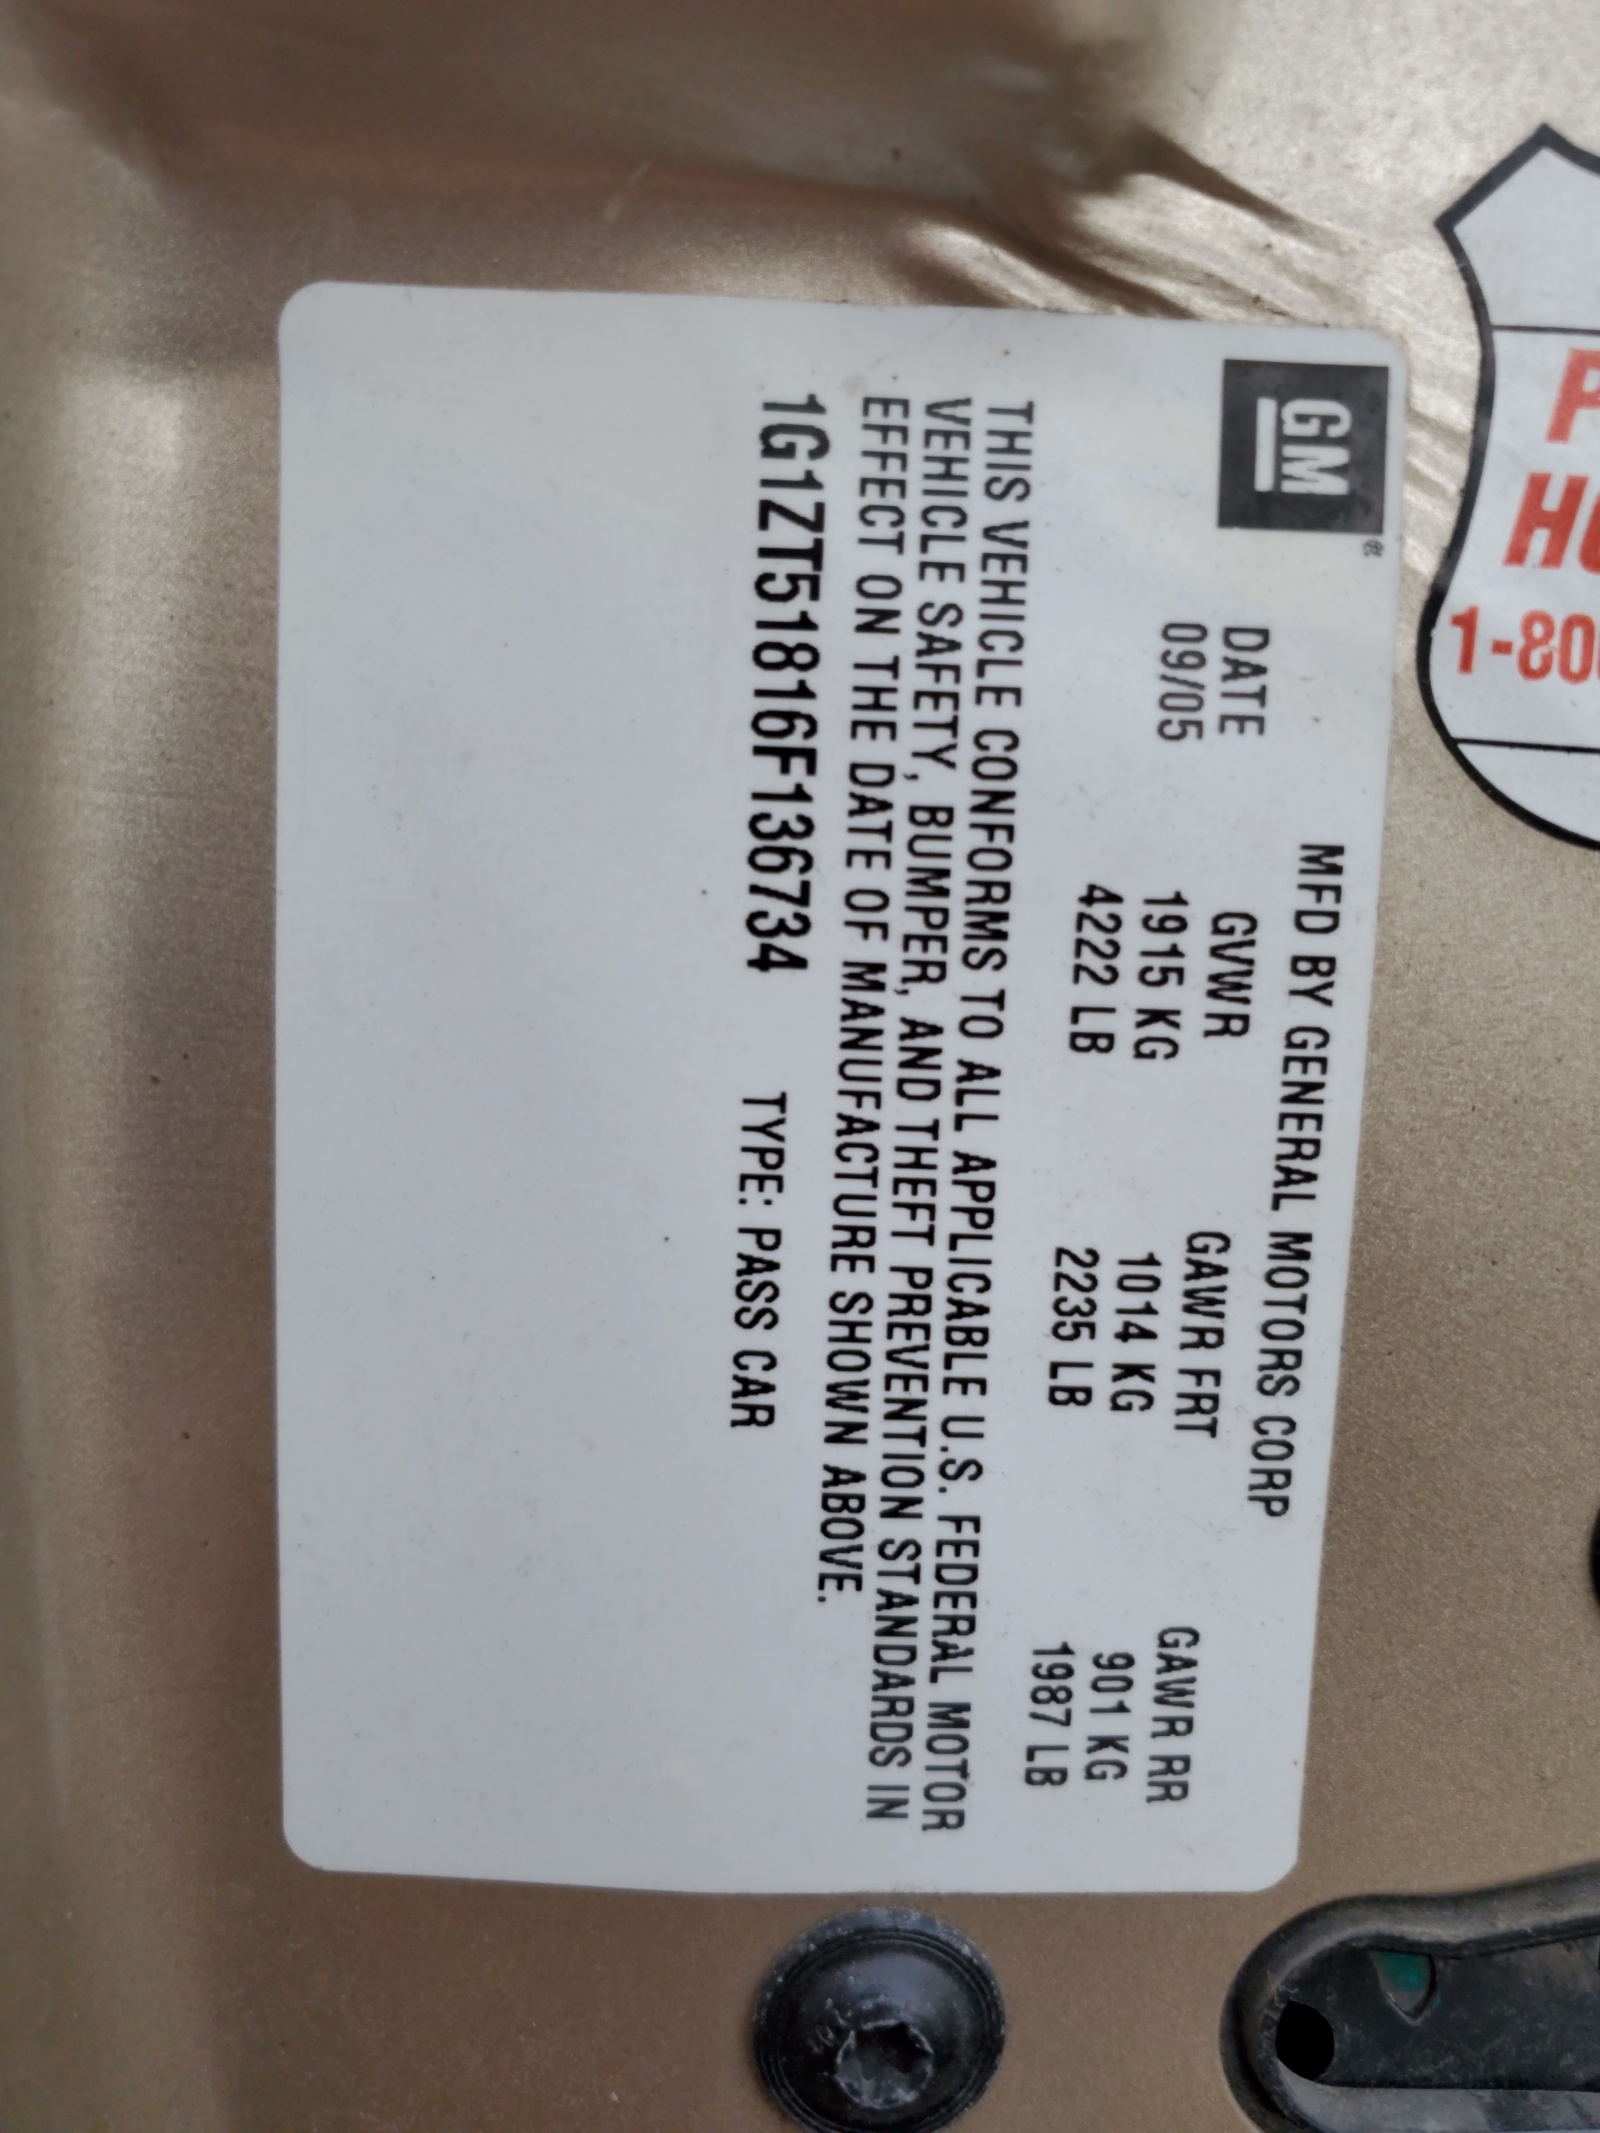 GM®
MFD BY GENERAL MOTORS CORP
DATE GVWR GAWR FRT GAWR RR
09/05 1915 KG 1014 KG 901 KG
4222 LB 2235 LB 1987 LB
THIS VEHICLE CONFORMS TO ALL APPLICABLE U.S. FEDERAL MOTOR
VEHICLE SAFETY, BUMPER, AND THEFT PREVENTION STANDARDS IN
EFFECT ON THE DATE OF MANUFACTURE SHOWN ABOVE.
1G1ZT51816F136734 TYPE: PASS CAR
1-800